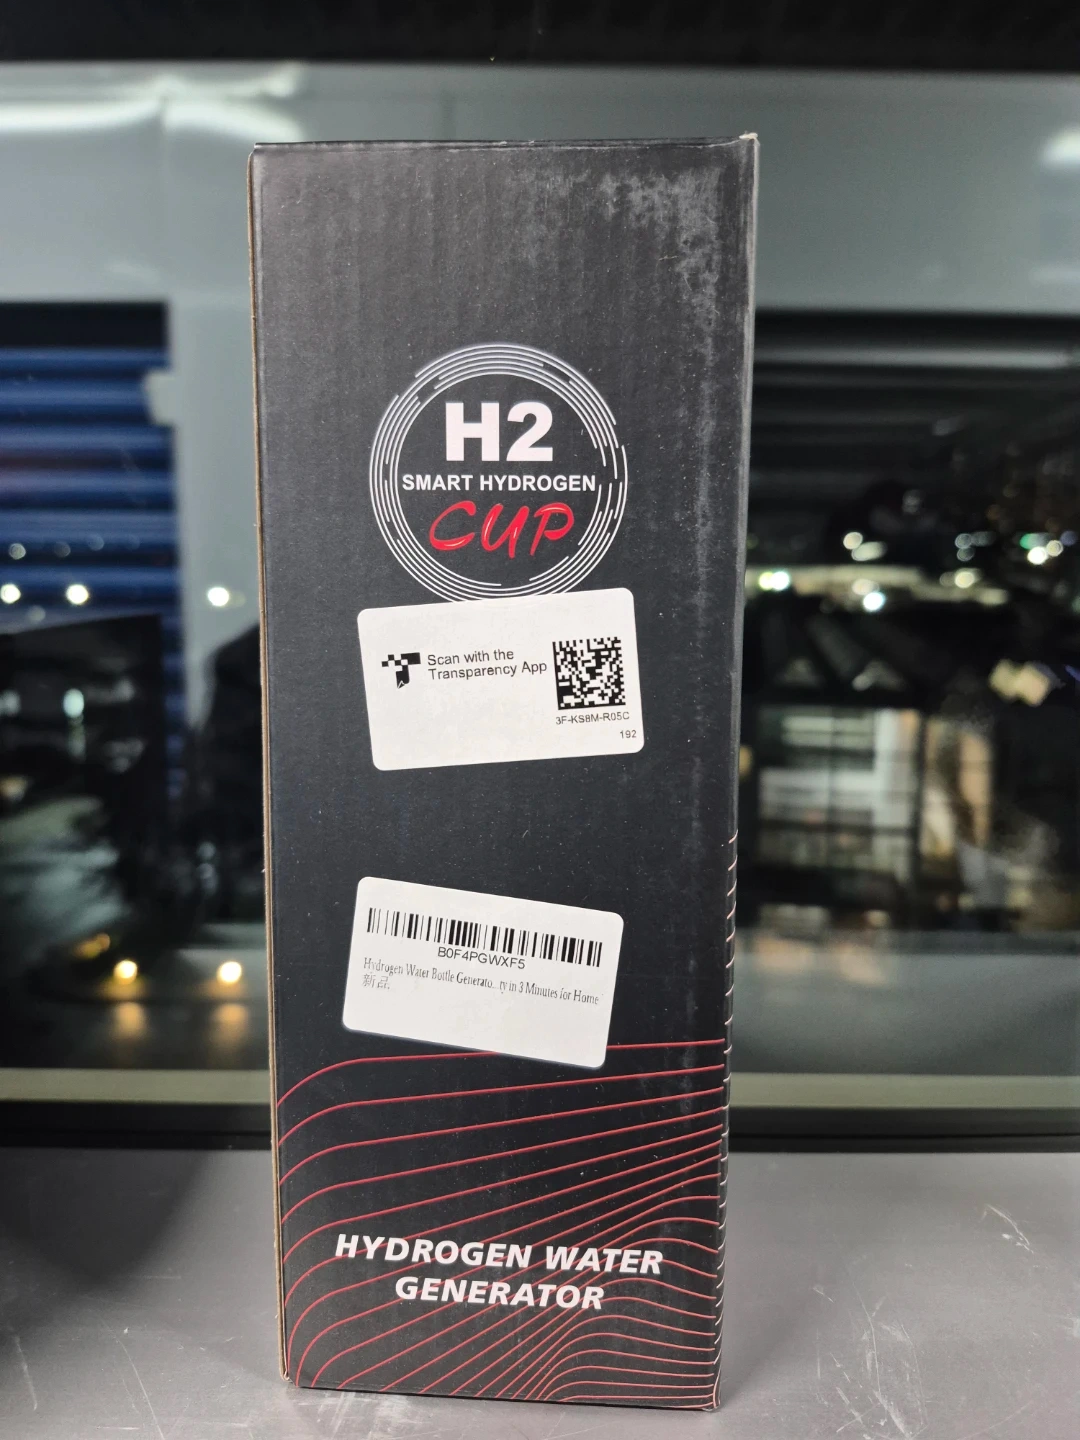 H2
SMART HYDROGEN
CUP
Scan with the
Transparency App
3F-KS8M-R05C
192
B0F4PGWXF5
Hydrogen Water Bottle Generato...ty in 3 Minutes for Home
新品
HYDROGEN WATER
GENERATOR